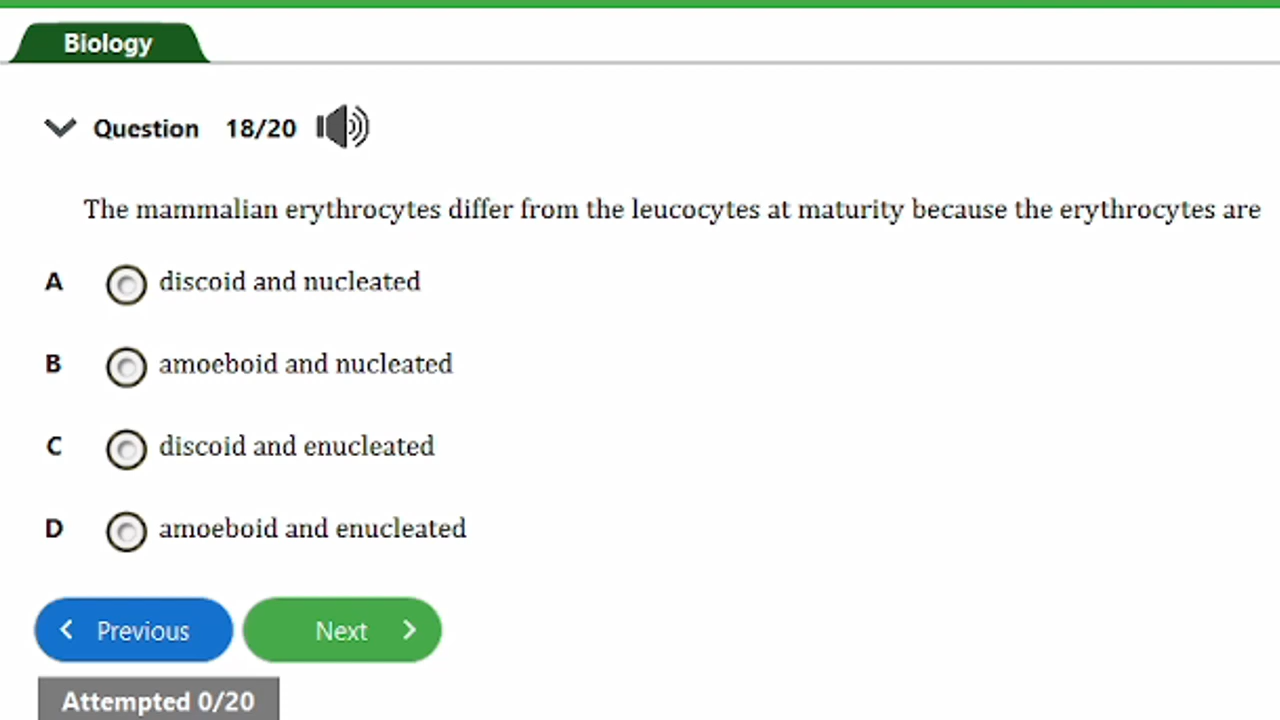 Biology
Question 18/20
The mammalian erythrocytes differ from the leucocytes at maturity because the erythrocytes are
A discoid and nucleated
B amoeboid and nucleated
C discoid and enucleated
D amoeboid and enucleated
Previous Next
Attempted 0/20